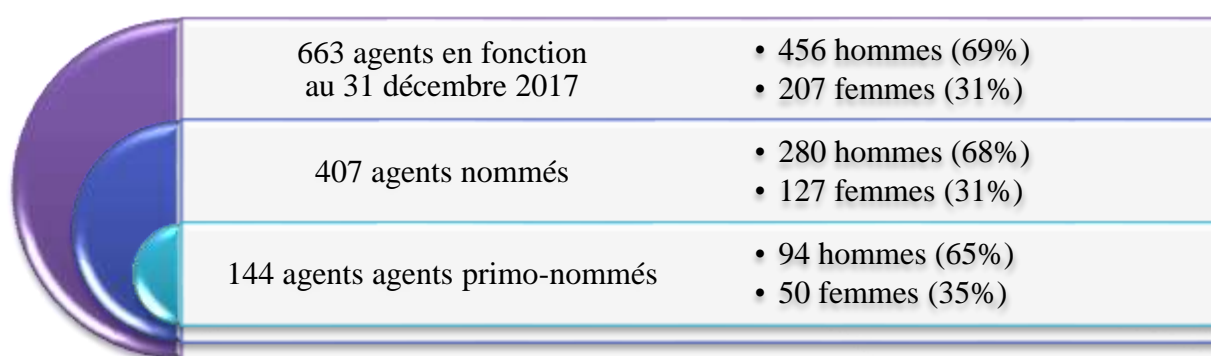 663 agents en fonction
au 31 décembre 2017
• 456 hommes (69%)
• 207 femmes (31%)
407 agents nommés
• 280 hommes (68%)
• 127 femmes (31%)
144 agents agents primo-nommés
• 94 hommes (65%)
• 50 femmes (35%)